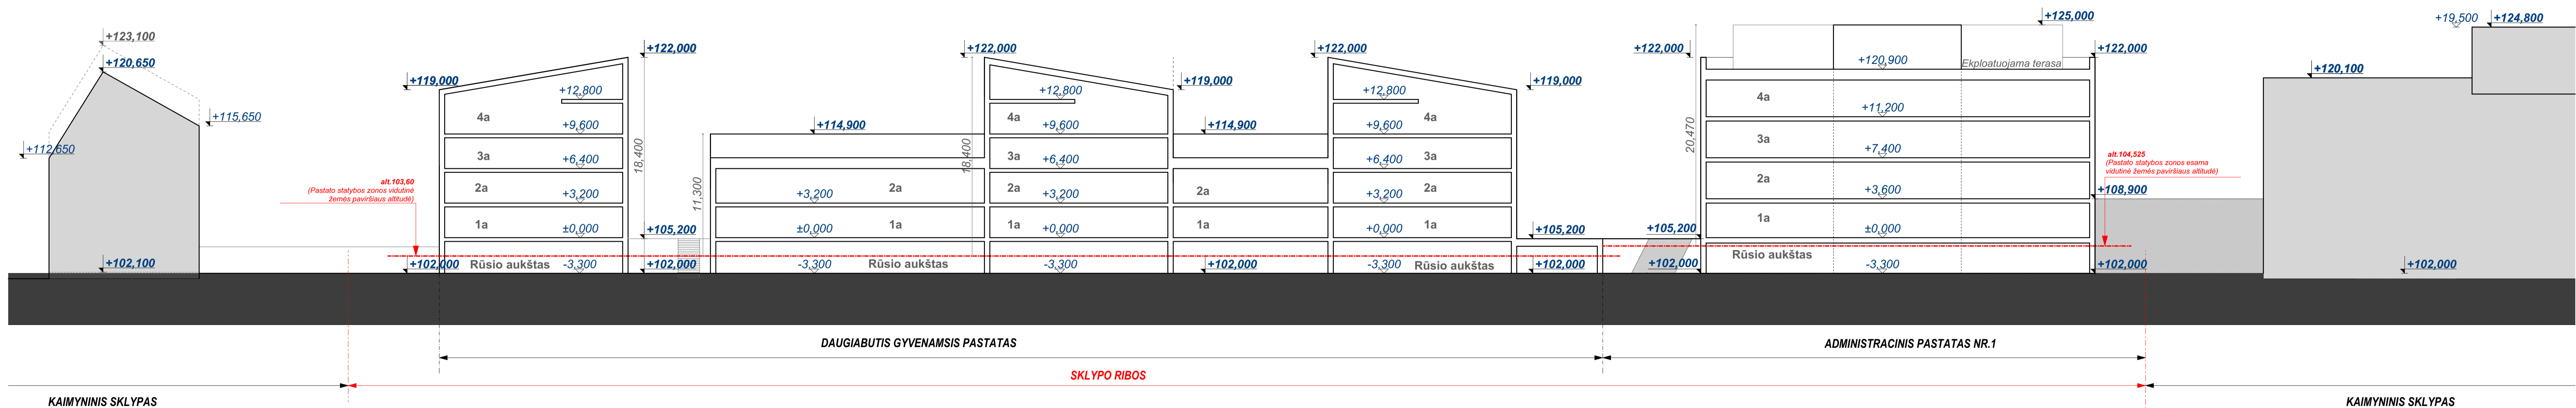 +123,100
+120,650
+115,650
+112,650
+102,100
alt.103,60
(Pastato statybos zonos vidutinė
žemės paviršiaus altitudė)
+119,000
+122,000
+12,800
4a
+9,600
3a
+6,400
2a
+3,200
1a
±0,000
+102,000
Rūsio aukštas
-3,300
18,400
+105,200
+102,000
11,300
+114,900
+3,200
2a
±0,000
1a
-3,300
Rūsio aukštas
18,400
+122,000
+119,000
+12,800
4a
+9,600
3a
+6,400
2a
+3,200
1a
+0,000
-3,300
+114,900
2a
1a
+102,000
+122,000
+119,000
+12,800
4a
+9,600
3a
+6,400
2a
+3,200
1a
+0,000
-3,300
Rūsio aukštas
+105,200
+102,000
+122,000
20,470
+105,200
+102,000
+125,000
+120,900
Ekploatuojama terasa
+122,000
4a
+11,200
3a
+7,400
2a
+3,600
1a
±0,000
Rūsio aukštas
-3,300
alt.104,525
(Pastato statybos zonos esama
vidutinė žemės paviršiaus altitudė)
+108,900
+102,000
+19,500
+124,800
+120,100
+102,000
DAUGIABUTIS GYVENAMSIS PASTATAS
ADMINISTRACINIS PASTATAS NR.1
SKLYPO RIBOS
KAIMYNINIS SKLYPAS
KAIMYNINIS SKLYPAS